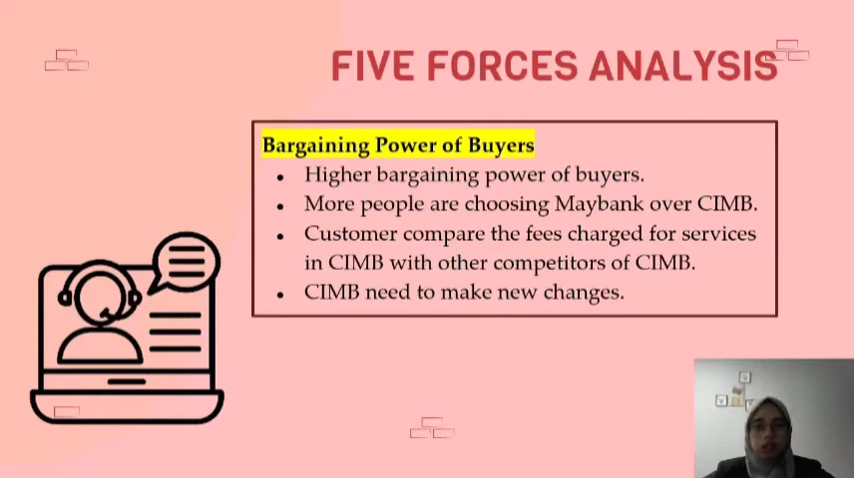 FIVE FORCES ANALYSIS
Bargaining Power of Buyers
• Higher bargaining power of buyers.
• More people are choosing Maybank over CIMB.
• Customer compare the fees charged for services
in CIMB with other competitors of CIMB.
• CIMB need to make new changes.